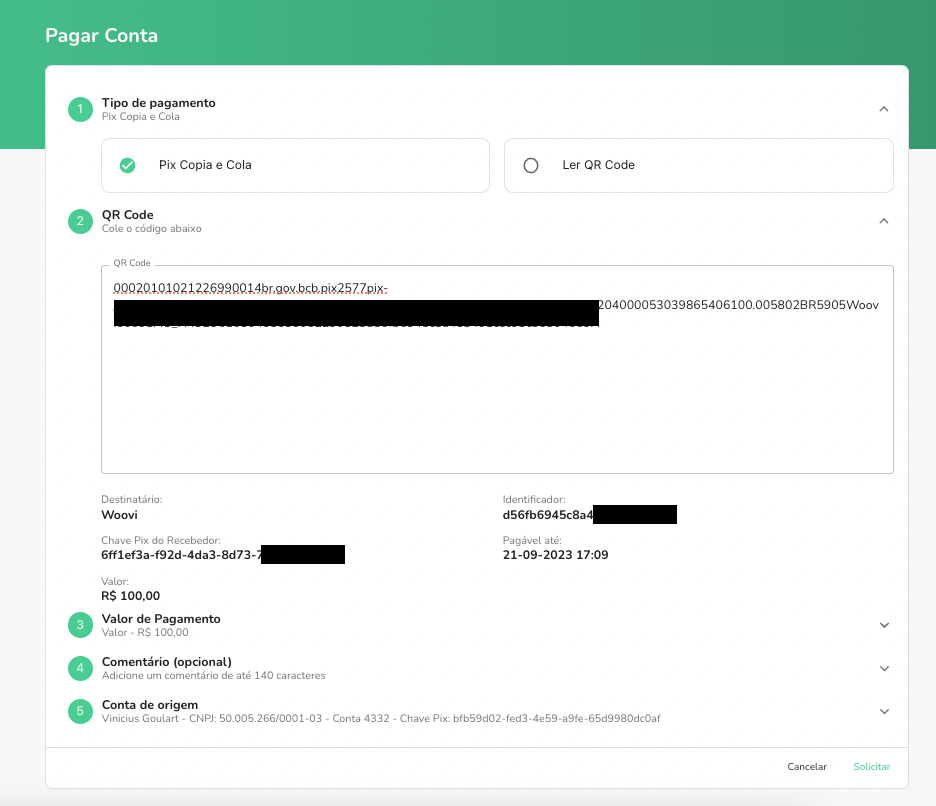 Pagar Conta
1
Tipo de pagamento
Pix Copia e Cola
Pix Copia e Cola
Ler QR Code
2
QR Code
Cole o código abaixo
QR Code
00020101021226990014br.gov.bcb.pix2577pix-
204000053039865406100.005802BR5905Woov
Destinatário:
Identificador:
Woovi
d56fb6945c8a4
Chave Pix do Recebedor:
Pagável até:
6ff1ef3a-f92d-4da3-8d73-7
21-09-2023 17:09
Valor:
R$ 100,00
3
Valor de Pagamento
Valor - R$ 100,00
4
Comentário (opcional)
Adicione um comentário de até 140 caracteres
5
Conta de origem
Vinicius Goulart - CNPJ: 50.005.266/0001-03 - Conta 4332 - Chave Pix: bfb59d02-fed3-4e59-a9fe-65d9980dc0af
Cancelar
Solicitar